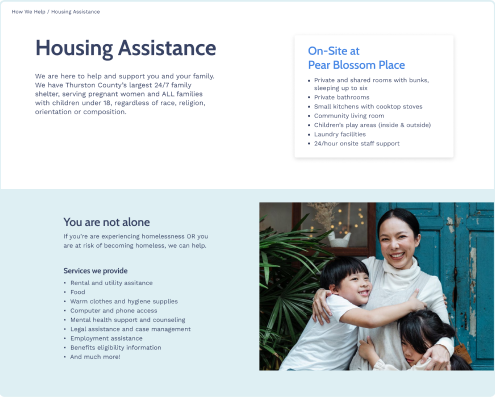 How We Help / Housing Assistance
Housing Assistance
We are here to help and support you and your family.
We have Thurston County's largest 24/7 family
shelter, serving pregnant women and ALL families
with children under 18, regardless of race, religion,
orientation or composition.
On-Site at
Pear Blossom Place
• Private and shared rooms with bunks,
sleeping up to six
• Private bathrooms
• Small kitchens with cooktop stoves
• Community living room
• Children's play areas (inside & outside)
• Laundry facilities
• 24/hour onsite staff support
You are not alone
If you're are experiencing homelessness OR you
are at risk of becoming homeless, we can help.
Services we provide
• Rental and utility assitance
• Food
• Warm clothes and hygiene supplies
• Computer and phone access
• Mental health support and counseling
• Legal assistance and case management
• Employment assistance
• Benefits eligibility information
• And much more!